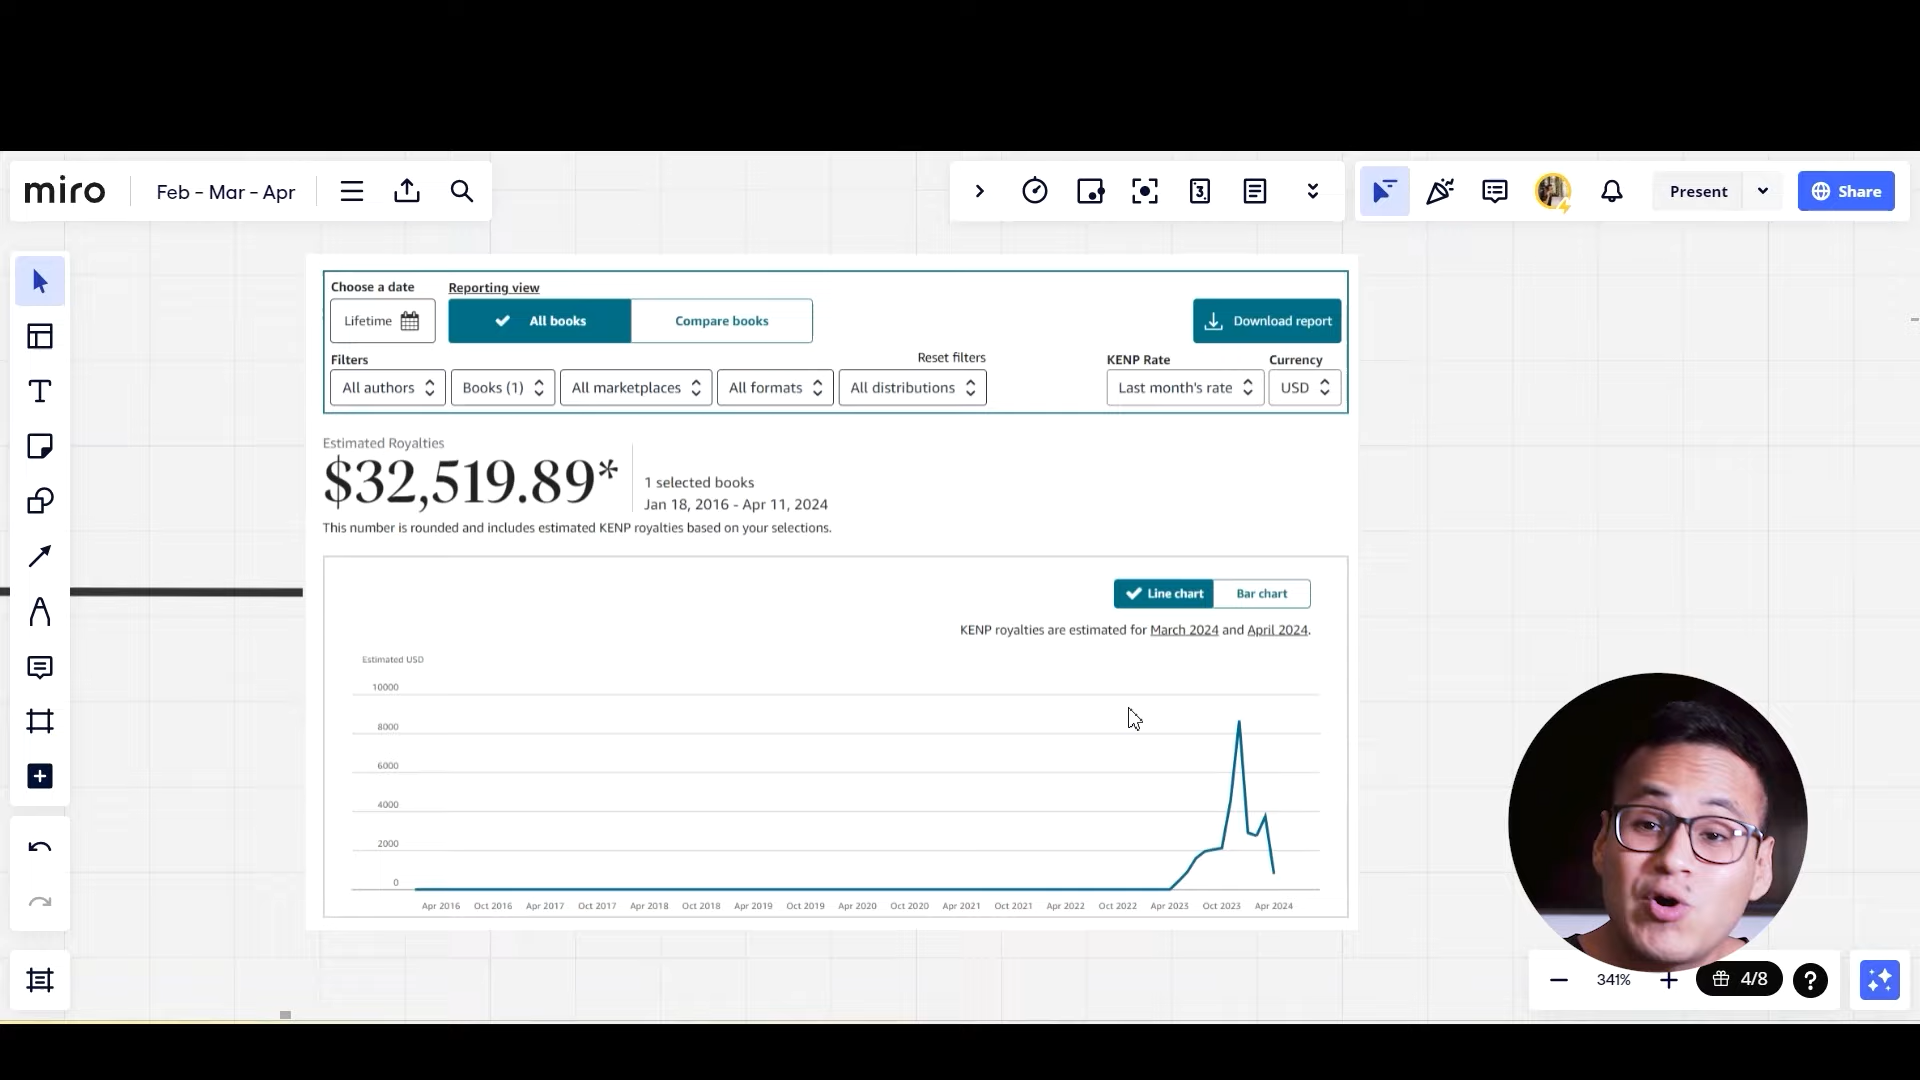 miro
Feb - Mar - Apr
3
Present
Share
Choose a date
Reporting view
Lifetime
All books
Compare books
Download report
Filters
Reset filters
KENP Rate
Currency
All authors
Books (1)
All marketplaces
All formats
All distributions
Last month's rate
USD
Estimated Royalties
$32,519.89*
1 selected books
Jan 18, 2016 - Apr 11, 2024
This number is rounded and includes estimated KENP royalties based on your selections.
Line chart
Bar chart
KENP royalties are estimated for March 2024 and April 2024.
Estimated USD
10000
8000
6000
4000
2000
0
Apr 2016 Oct 2016 Apr 2017 Oct 2017 Apr 2018 Oct 2018 Apr 2019 Oct 2019 Apr 2020 Oct 2020 Apr 2021 Oct 2021 Apr 2022 Oct 2022 Apr 2023 Oct 2023 Apr 2024
341%
4/8
?